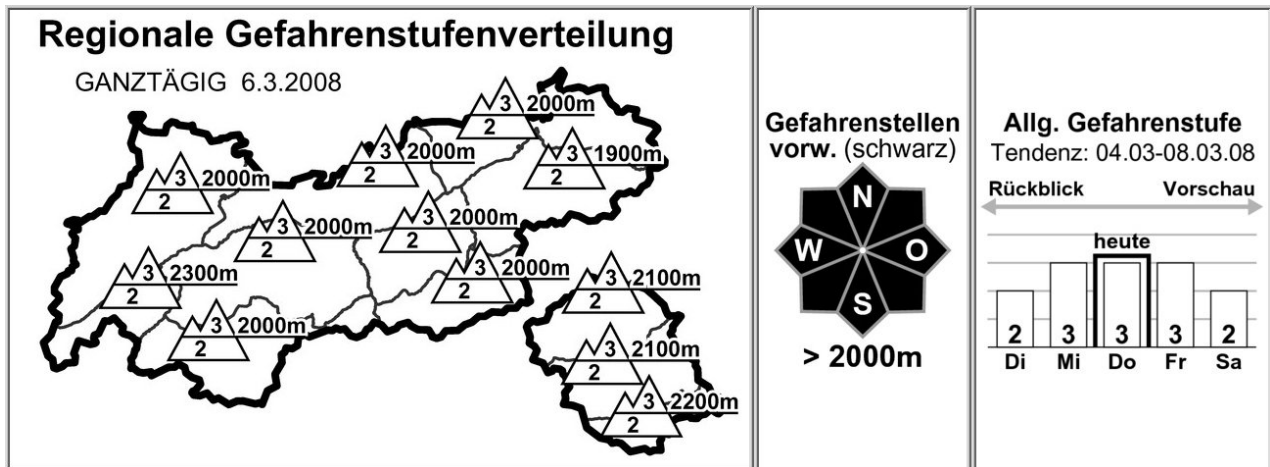 Regionale Gefahrenstufenverteilung
GANZTÄGIG 6.3.2008
3 2000m
2
3 2000m
2
3 1900m
2
3 2000m
2
3 2000m
2
3 2000m
2
3 2300m
2
3 2000m
2
3 2000m
2
3 2100m
2
3 2100m
2
3 2200m
2
3 2000m
2
Gefahrenstellen
vorw. (schwarz)
N
W O
S
> 2000m
Allg. Gefahrenstufe
Tendenz: 04.03-08.03.08
Rückblick Vorschau
heute
2 3 3 3 2
Di Mi Do Fr Sa